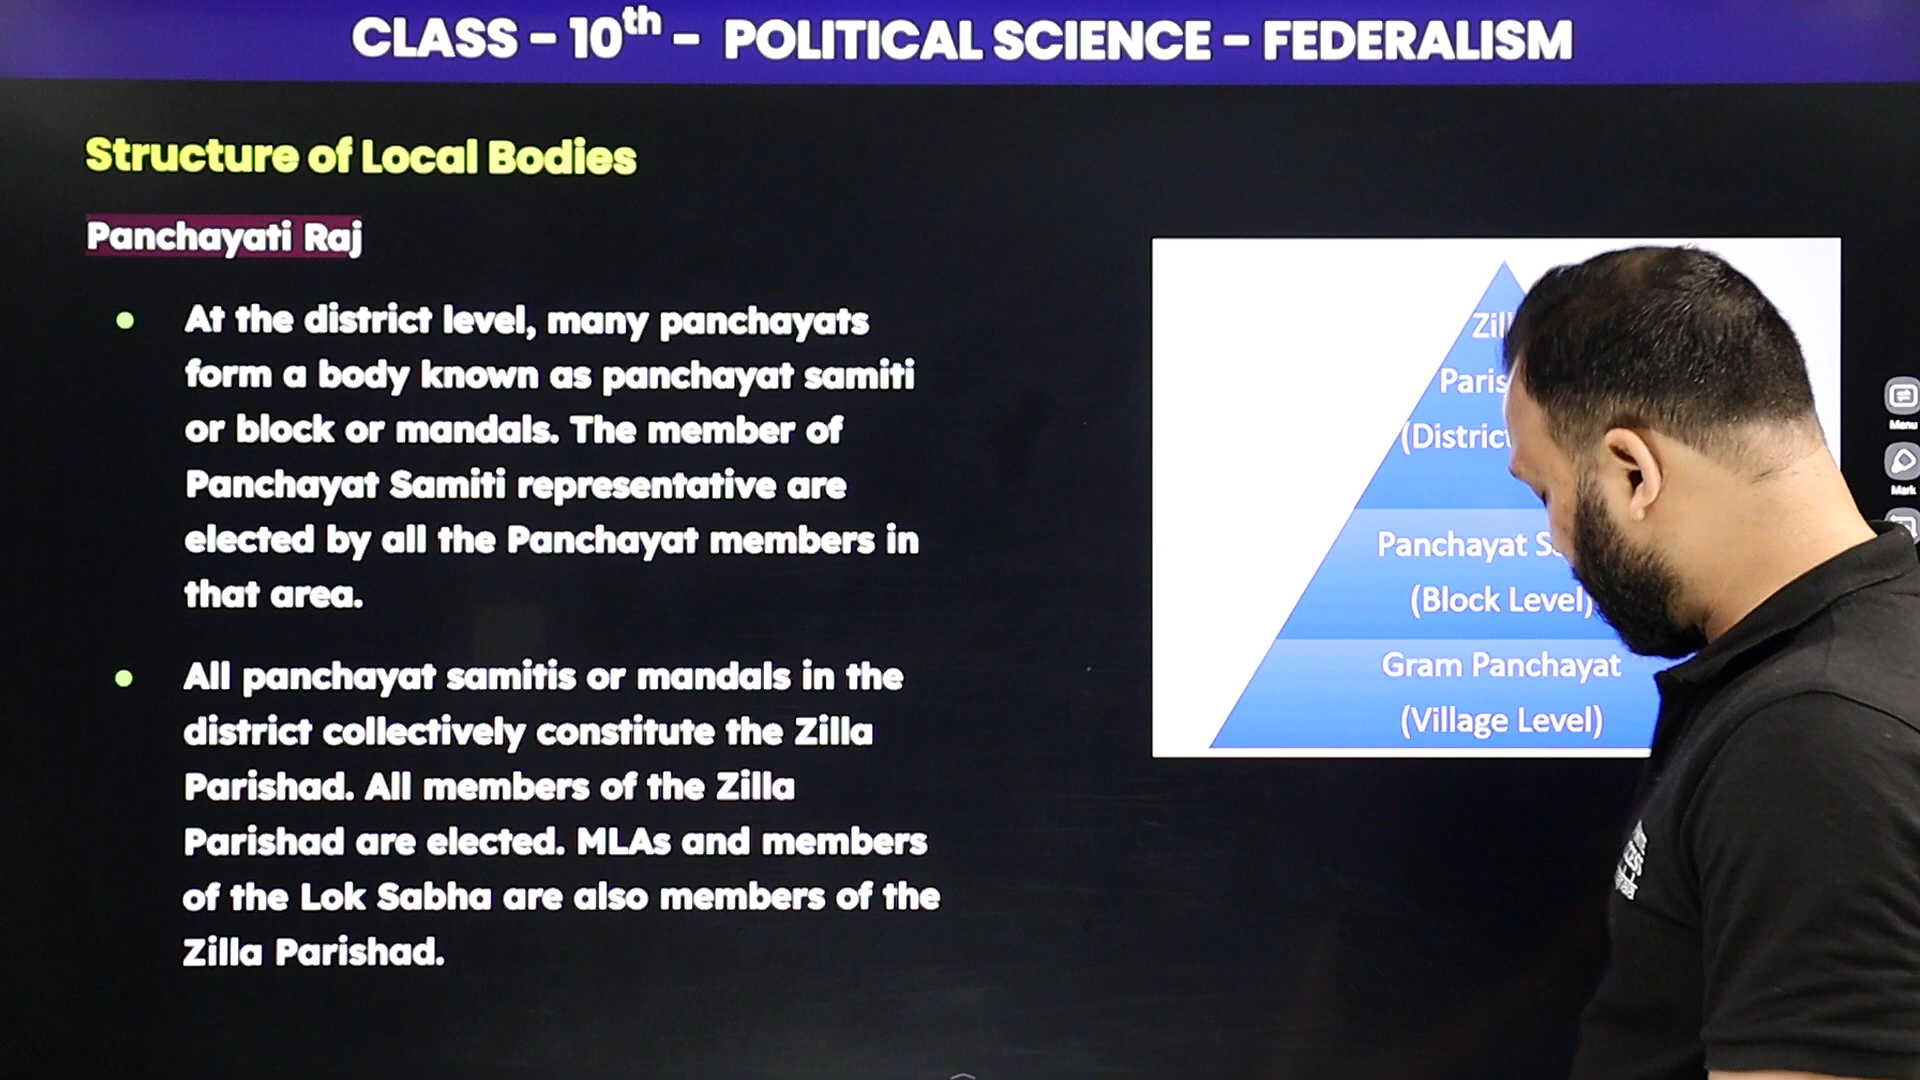 CLASS - 10th - POLITICAL SCIENCE - FEDERALISM
Structure of Local Bodies
Panchayati Raj
At the district level, many panchayats
form a body known as panchayat samiti
or block or mandals. The member of
Panchayat Samiti representative are
elected by all the Panchayat members in
that area.
All panchayat samitis or mandals in the
district collectively constitute the Zilla
Parishad. All members of the Zilla
Parishad are elected. MLAs and members
of the Lok Sabha are also members of the
Zilla Parishad.
(District
Panchayat
(Block Level)
Gram Panchayat
(Village Level)
Menu
Mark